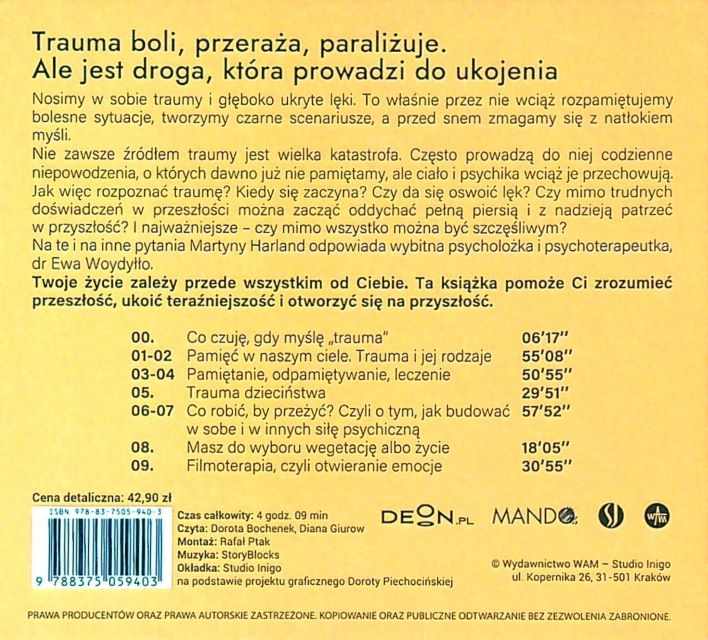 Trauma boli, przeraża, paraliżuje.
Ale jest droga, która prowadzi do ukojenia
Nosimy w sobie traumy i głęboko ukryte lęki. To właśnie przez nie wciąż rozpamiętujemy
bolesne sytuacje, tworzymy czarne scenariusze, a przed snem zmagamy się z natłokiem
myśli.
Nie zawsze źródłem traumy jest wielka katastrofa. Często prowadzą do niej codzienne
niepowodzenia, o których dawno już nie pamiętamy, ale ciało i psychika wciąż je przechowują.
Jak więc rozpoznać traumę? Kiedy się zaczyna? Czy da się oswoić lęk? Czy mimo trudnych
doświadczeń w przeszłości można zacząć oddychać pełną piersią i z nadzieją patrzeć
w przyszłość? I najważniejsze – czy mimo wszystko można być szczęśliwym?
Na te i na inne pytania Martyny Harland odpowiada wybitna psycholożka i psychoterapeutka,
dr Ewa Woydyłło.
Twoje życie zależy przede wszystkim od Ciebie. Ta książka pomoże Ci zrozumieć
przeszłość, ukoić teraźniejszość i otworzyć się na przyszłość.
00. Co czuję, gdy myślę „trauma" 06'17''
01-02 Pamięć w naszym ciele. Trauma i jej rodzaje 55'08''
03-04 Pamiętanie, odpamiętywanie, leczenie 50'55''
05. Trauma dzieciństwa 29'51''
06-07 Co robić, by przeżyć? Czyli o tym, jak budować 57'52''
w sobie i w innych siłę psychiczną
08. Masz do wyboru wegetację albo życie 18'05''
09. Filmoterapia, czyli otwieranie emocje 30'55''
Cena detaliczna: 42,90 zł
ISBN 978-83-7505-940-3
9 788375 059403
Czas całkowity: 4 godz. 09 min
Czyta: Dorota Bochenek, Diana Giurow
Montaż: Rafał Ptak
Muzyka: StoryBlocks
Okładka: Studio Inigo
na podstawie projektu graficznego Doroty Piechocińskiej
DEON.PL MANDO WAM
© Wydawnictwo WAM – Studio Inigo
ul. Kopernika 26, 31-501 Kraków
PRAWA PRODUCENTÓW ORAZ PRAWA AUTORSKIE ZASTRZEŻONE. KOPIOWANIE ORAZ PUBLICZNE ODTWARZANIE BEZ ZEZWOLENIA ZABRONIONE.